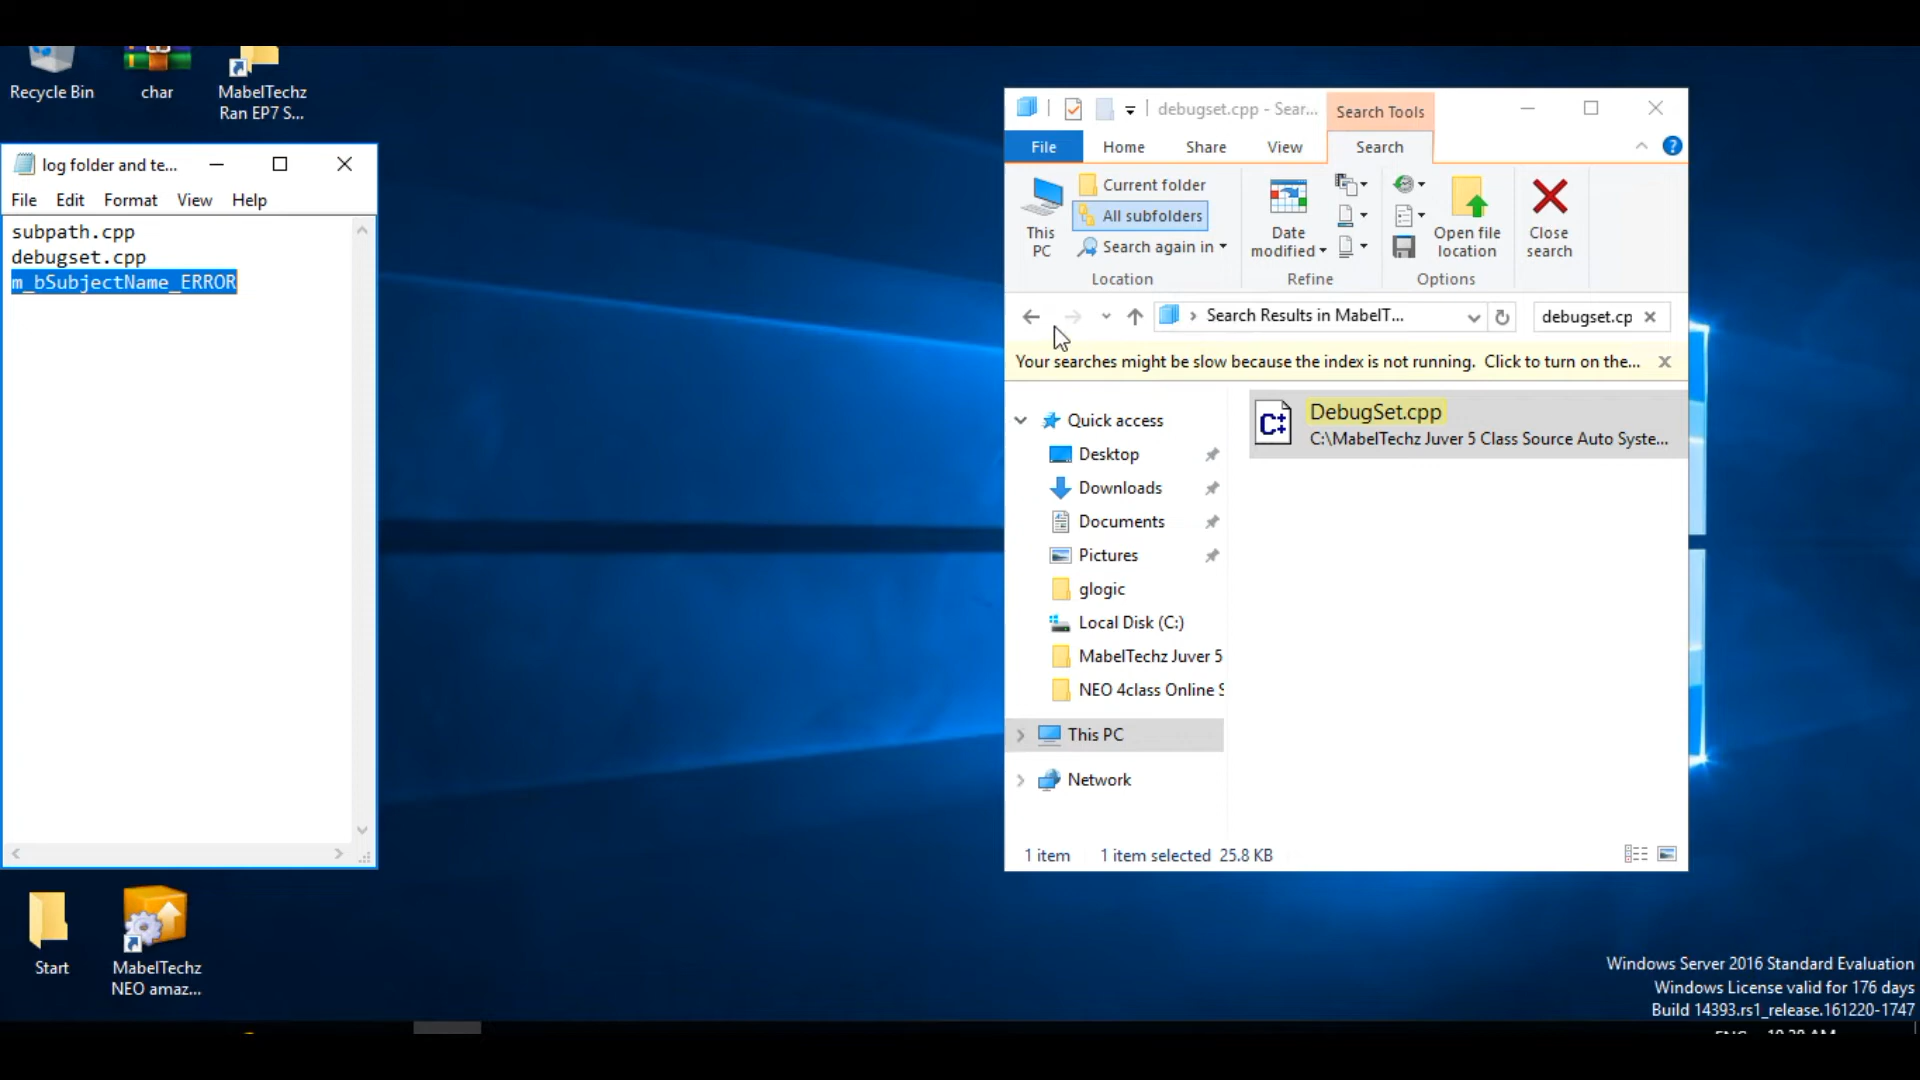 Recycle Bin
char
MabelTechz
Ran EP7 S...
log folder and te...
File Edit Format View Help
subpath.cpp
debugset.cpp
m_bSubjectName_ERROR
Start
MabelTechz
NEO amaz...
debugset.cpp - Sear...
Search Tools
File Home Share View Search
This
PC
Current folder
All subfolders
Search again in
Location
Date
modified
Refine
Open file
location
Options
Close
search
Search Results in MabelT...
debugset.cp
Your searches might be slow because the index is not running. Click to turn on the...
Quick access
Desktop
Downloads
Documents
Pictures
glogic
Local Disk (C:)
MabelTechz Juver 5
NEO 4class Online S
This PC
Network
DebugSet.cpp
C:\MabelTechz Juver 5 Class Source Auto Syste...
1 item 1 item selected 25.8 KB
Windows Server 2016 Standard Evaluation
Windows License valid for 176 days
Build 14393.rs1_release.161220-1747